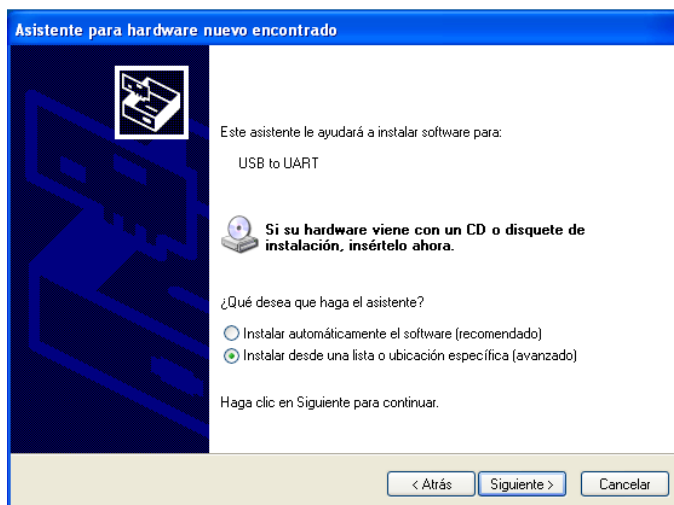 Asistente para hardware nuevo encontrado
Este asistente le ayudará a instalar software para:
USB to UART
Si su hardware viene con un CD o disquete de
instalación, insértelo ahora.
¿Qué desea que haga el asistente?
Instalar automáticamente el software (recomendado)
Instalar desde una lista o ubicación específica (avanzado)
Haga clic en Siguiente para continuar.
< Atrás
Siguiente >
Cancelar